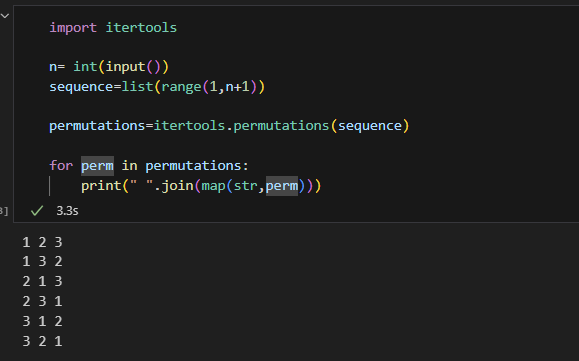 import itertools
n= int(input())
sequence=list(range(1,n+1))
permutations=itertools.permutations(sequence)
for perm in permutations:
print(" ".join(map(str,perm)))
3]
3.3s
1 2 3
1 3 2
2 1 3
2 3 1
3 1 2
3 2 1